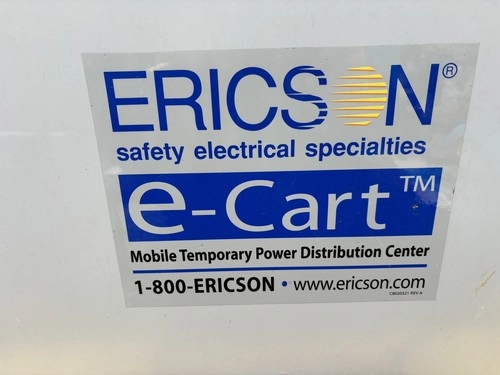 ERICSON®
safety electrical specialties
e-Cart™
Mobile Temporary Power Distribution Center
1-800-ERICSON • www.ericson.com